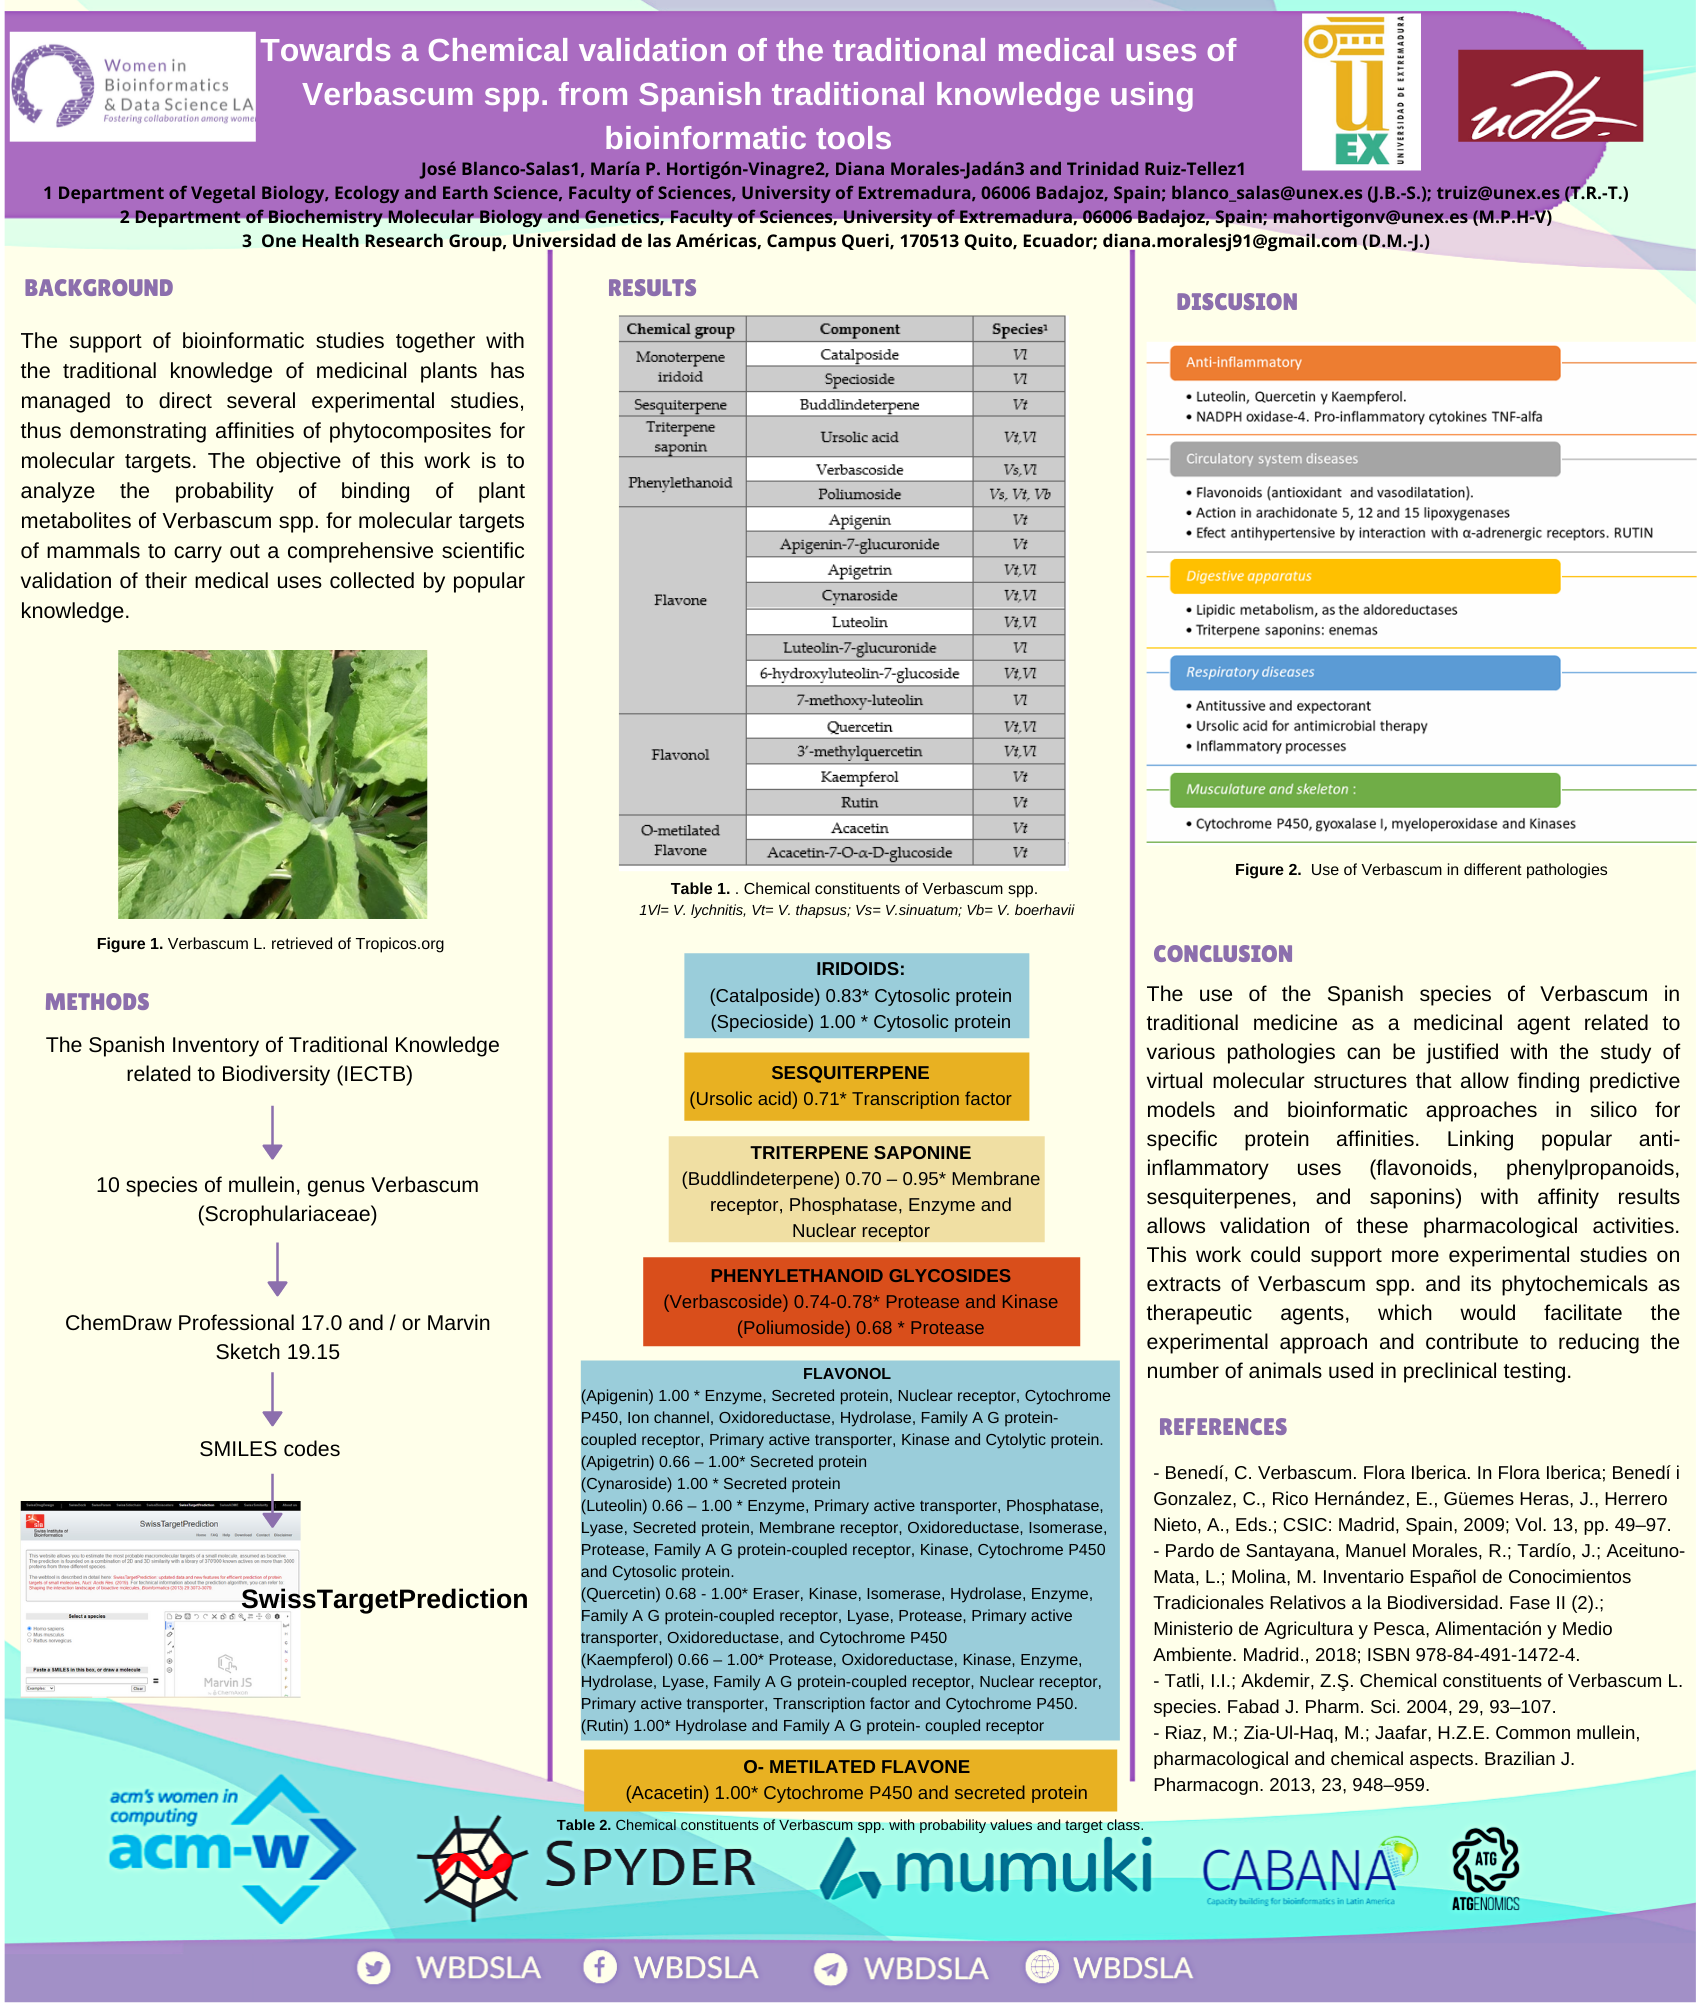 Women in
Bioinformatics
& Data Science LA
Fostering collaboration among wome
Towards a Chemical validation of the traditional medical uses of
Verbascum spp. from Spanish traditional knowledge using
bioinformatic tools
UEX
UNIVERSIDAD DE EXTREMADURA
udla.
José Blanco-Salas1, María P. Hortigón-Vinagre2, Diana Morales-Jadán3 and Trinidad Ruiz-Tellez1
1 Department of Vegetal Biology, Ecology and Earth Science, Faculty of Sciences, University of Extremadura, 06006 Badajoz, Spain; blanco_salas@unex.es (J.B.-S.); truiz@unex.es (T.R.-T.)
2 Department of Biochemistry Molecular Biology and Genetics, Faculty of Sciences, University of Extremadura, 06006 Badajoz, Spain; mahortigonv@unex.es (M.P.H-V)
3 One Health Research Group, Universidad de las Américas, Campus Queri, 170513 Quito, Ecuador; diana.moralesj91@gmail.com (D.M.-J.)
BACKGROUND
The support of bioinformatic studies together with
the traditional knowledge of medicinal plants has
managed to direct several experimental studies,
thus demonstrating affinities of phytocomposites for
molecular targets. The objective of this work is to
analyze the probability of binding of plant
metabolites of Verbascum spp. for molecular targets
of mammals to carry out a comprehensive scientific
validation of their medical uses collected by popular
knowledge.
Figure 1. Verbascum L. retrieved of Tropicos.org
METHODS
The Spanish Inventory of Traditional Knowledge
related to Biodiversity (IECTB)
10 species of mullein, genus Verbascum
(Scrophulariaceae)
ChemDraw Professional 17.0 and / or Marvin
Sketch 19.15
SMILES codes
SwissTargetPrediction
Swiss Institute of
Bioinformatics
SwissTargetPrediction
Select a species
Homo sapiens
Mus musculus
Rattus norvegicus
Paste a SMILES in this box, or draw a molecule
Examples
Clear
Marvin JS
RESULTS
Chemical group Component Species¹
Monoterpene iridoid Catalposide Vl
Specioside Vl
Sesquiterpene Buddlindeterpene Vt
Triterpene saponin Ursolic acid Vt,Vl
Phenylethanoid Verbascoside Vs,Vl
Poliumoside Vs, Vt, Vb
Flavone Apigenin Vt
Apigenin-7-glucuronide Vt
Apigetrin Vt,Vl
Cynaroside Vt,Vl
Luteolin Vt,Vl
Luteolin-7-glucuronide Vl
6-hydroxyluteolin-7-glucoside Vt,Vl
7-methoxy-luteolin Vl
Flavonol Quercetin Vt,Vl
3′-methylquercetin Vt,Vl
Kaempferol Vt
Rutin Vt
O-metilated Flavone Acacetin Vt
Acacetin-7-O-α-D-glucoside Vt
Table 1. . Chemical constituents of Verbascum spp.
1Vl= V. lychnitis, Vt= V. thapsus; Vs= V.sinuatum; Vb= V. boerhavii
IRIDOIDS:
(Catalposide) 0.83* Cytosolic protein
(Specioside) 1.00 * Cytosolic protein
SESQUITERPENE
(Ursolic acid) 0.71* Transcription factor
TRITERPENE SAPONINE
(Buddlindeterpene) 0.70 – 0.95* Membrane
receptor, Phosphatase, Enzyme and
Nuclear receptor
PHENYLETHANOID GLYCOSIDES
(Verbascoside) 0.74-0.78* Protease and Kinase
(Poliumoside) 0.68 * Protease
FLAVONOL
(Apigenin) 1.00 * Enzyme, Secreted protein, Nuclear receptor, Cytochrome
P450, Ion channel, Oxidoreductase, Hydrolase, Family A G protein-
coupled receptor, Primary active transporter, Kinase and Cytolytic protein.
(Apigetrin) 0.66 – 1.00* Secreted protein
(Cynaroside) 1.00 * Secreted protein
(Luteolin) 0.66 – 1.00 * Enzyme, Primary active transporter, Phosphatase,
Lyase, Secreted protein, Membrane receptor, Oxidoreductase, Isomerase,
Protease, Family A G protein-coupled receptor, Kinase, Cytochrome P450
and Cytosolic protein.
(Quercetin) 0.68 - 1.00* Eraser, Kinase, Isomerase, Hydrolase, Enzyme,
Family A G protein-coupled receptor, Lyase, Protease, Primary active
transporter, Oxidoreductase, and Cytochrome P450
(Kaempferol) 0.66 – 1.00* Protease, Oxidoreductase, Kinase, Enzyme,
Hydrolase, Lyase, Family A G protein-coupled receptor, Nuclear receptor,
Primary active transporter, Transcription factor and Cytochrome P450.
(Rutin) 1.00* Hydrolase and Family A G protein- coupled receptor
O- METILATED FLAVONE
(Acacetin) 1.00* Cytochrome P450 and secreted protein
Table 2. Chemical constituents of Verbascum spp. with probability values and target class.
DISCUSION
Anti-inflammatory
• Luteolin, Quercetin y Kaempferol.
• NADPH oxidase-4. Pro-inflammatory cytokines TNF-alfa
Circulatory system diseases
• Flavonoids (antioxidant and vasodilatation).
• Action in arachidonate 5, 12 and 15 lipoxygenases
• Efect antihypertensive by interaction with α-adrenergic receptors. RUTIN
Digestive apparatus
• Lipidic metabolism, as the aldoreductases
• Triterpene saponins: enemas
Respiratory diseases
• Antitussive and expectorant
• Ursolic acid for antimicrobial therapy
• Inflammatory processes
Musculature and skeleton :
• Cytochrome P450, gyoxalase I, myeloperoxidase and Kinases
Figure 2. Use of Verbascum in different pathologies
CONCLUSION
The use of the Spanish species of Verbascum in
traditional medicine as a medicinal agent related to
various pathologies can be justified with the study of
virtual molecular structures that allow finding predictive
models and bioinformatic approaches in silico for
specific protein affinities. Linking popular anti-
inflammatory uses (flavonoids, phenylpropanoids,
sesquiterpenes, and saponins) with affinity results
allows validation of these pharmacological activities.
This work could support more experimental studies on
extracts of Verbascum spp. and its phytochemicals as
therapeutic agents, which would facilitate the
experimental approach and contribute to reducing the
number of animals used in preclinical testing.
REFERENCES
- Benedí, C. Verbascum. Flora Iberica. In Flora Iberica; Benedí i
Gonzalez, C., Rico Hernández, E., Güemes Heras, J., Herrero
Nieto, A., Eds.; CSIC: Madrid, Spain, 2009; Vol. 13, pp. 49–97.
- Pardo de Santayana, Manuel Morales, R.; Tardío, J.; Aceituno-
Mata, L.; Molina, M. Inventario Español de Conocimientos
Tradicionales Relativos a la Biodiversidad. Fase II (2).;
Ministerio de Agricultura y Pesca, Alimentación y Medio
Ambiente. Madrid., 2018; ISBN 978-84-491-1472-4.
- Tatli, I.I.; Akdemir, Z.Ş. Chemical constituents of Verbascum L.
species. Fabad J. Pharm. Sci. 2004, 29, 93–107.
- Riaz, M.; Zia-Ul-Haq, M.; Jaafar, H.Z.E. Common mullein,
pharmacological and chemical aspects. Brazilian J.
Pharmacogn. 2013, 23, 948–959.
acm's women in
computing
acm-w
SPYDER
mumuki
CABANA
Capacity building for bioinformatics in Latin America
ATG
ATGENOMICS
WBDSLA WBDSLA WBDSLA WBDSLA